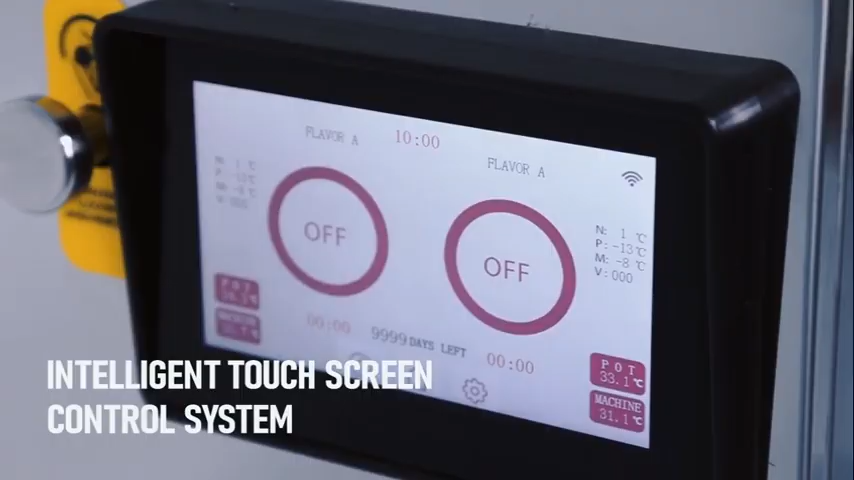 FLAVOR A
10:00
FLAVOR A
OFF
OFF
N: 1 ℃
P:-13℃
M: -8 ℃
V:000
00:00
9999 DAYS LEFT
00:00
POT
33.1℃
MACHINE
31.1℃
POT
INTELLIGENT TOUCH SCREEN
CONTROL SYSTEM